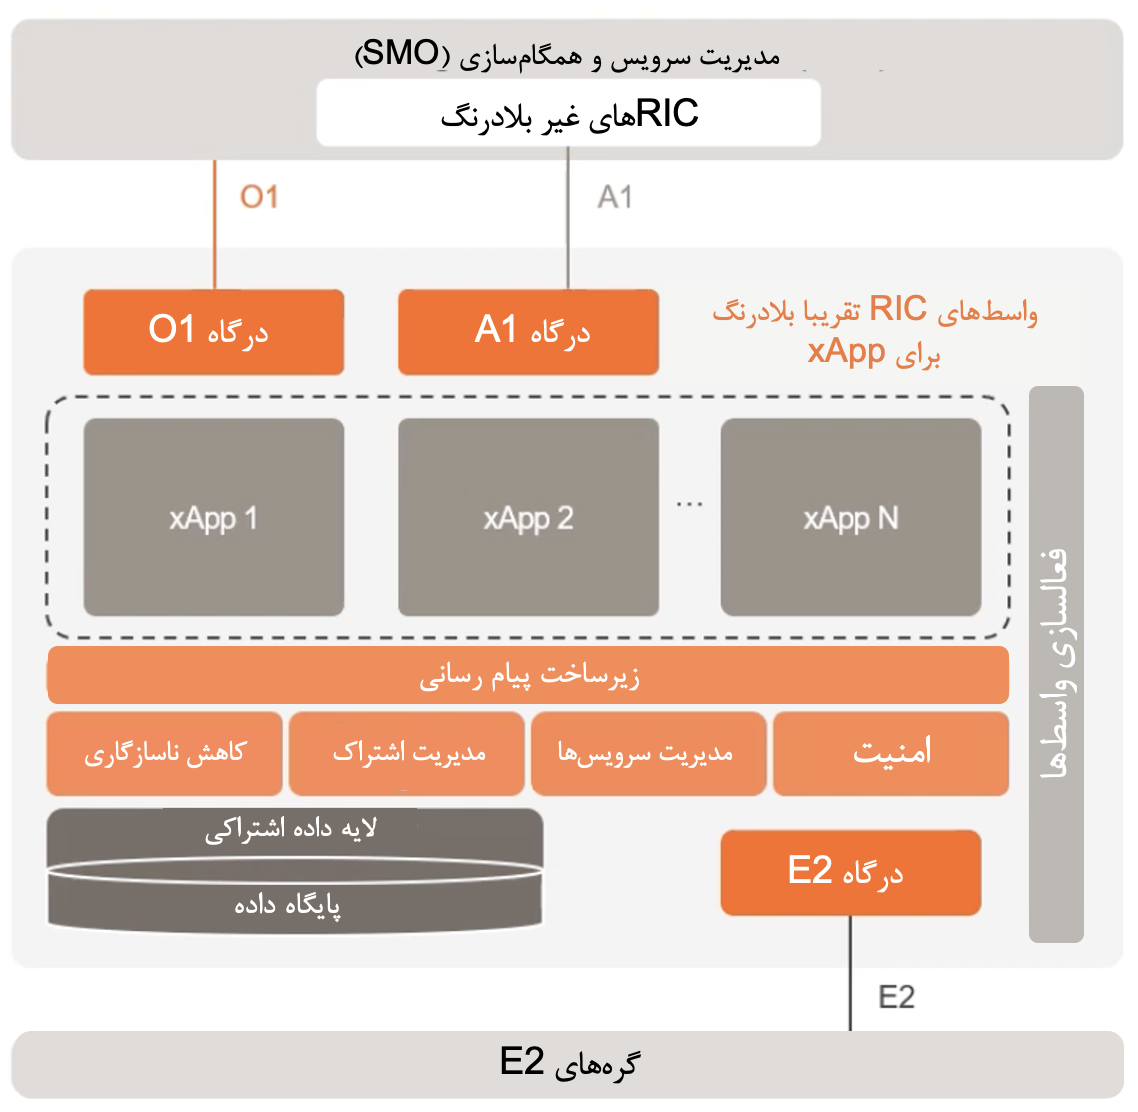 مدیریت سرویس و همگام‌سازی (SMO)
RICهای غیر بلادرنگ
O1
A1
درگاه O1
درگاه A1
واسط‌های RIC تقریبا بلادرنگ
برای xApp
xApp 1
xApp 2
...
xApp N
فعالسازی واسط‌ها
زیرساخت پیام رسانی
کاهش ناسازگاری
مدیریت اشتراک
مدیریت سرویس‌ها
امنیت
لایه داده اشتراکی
پایگاه داده
درگاه E2
E2
گره‌های E2